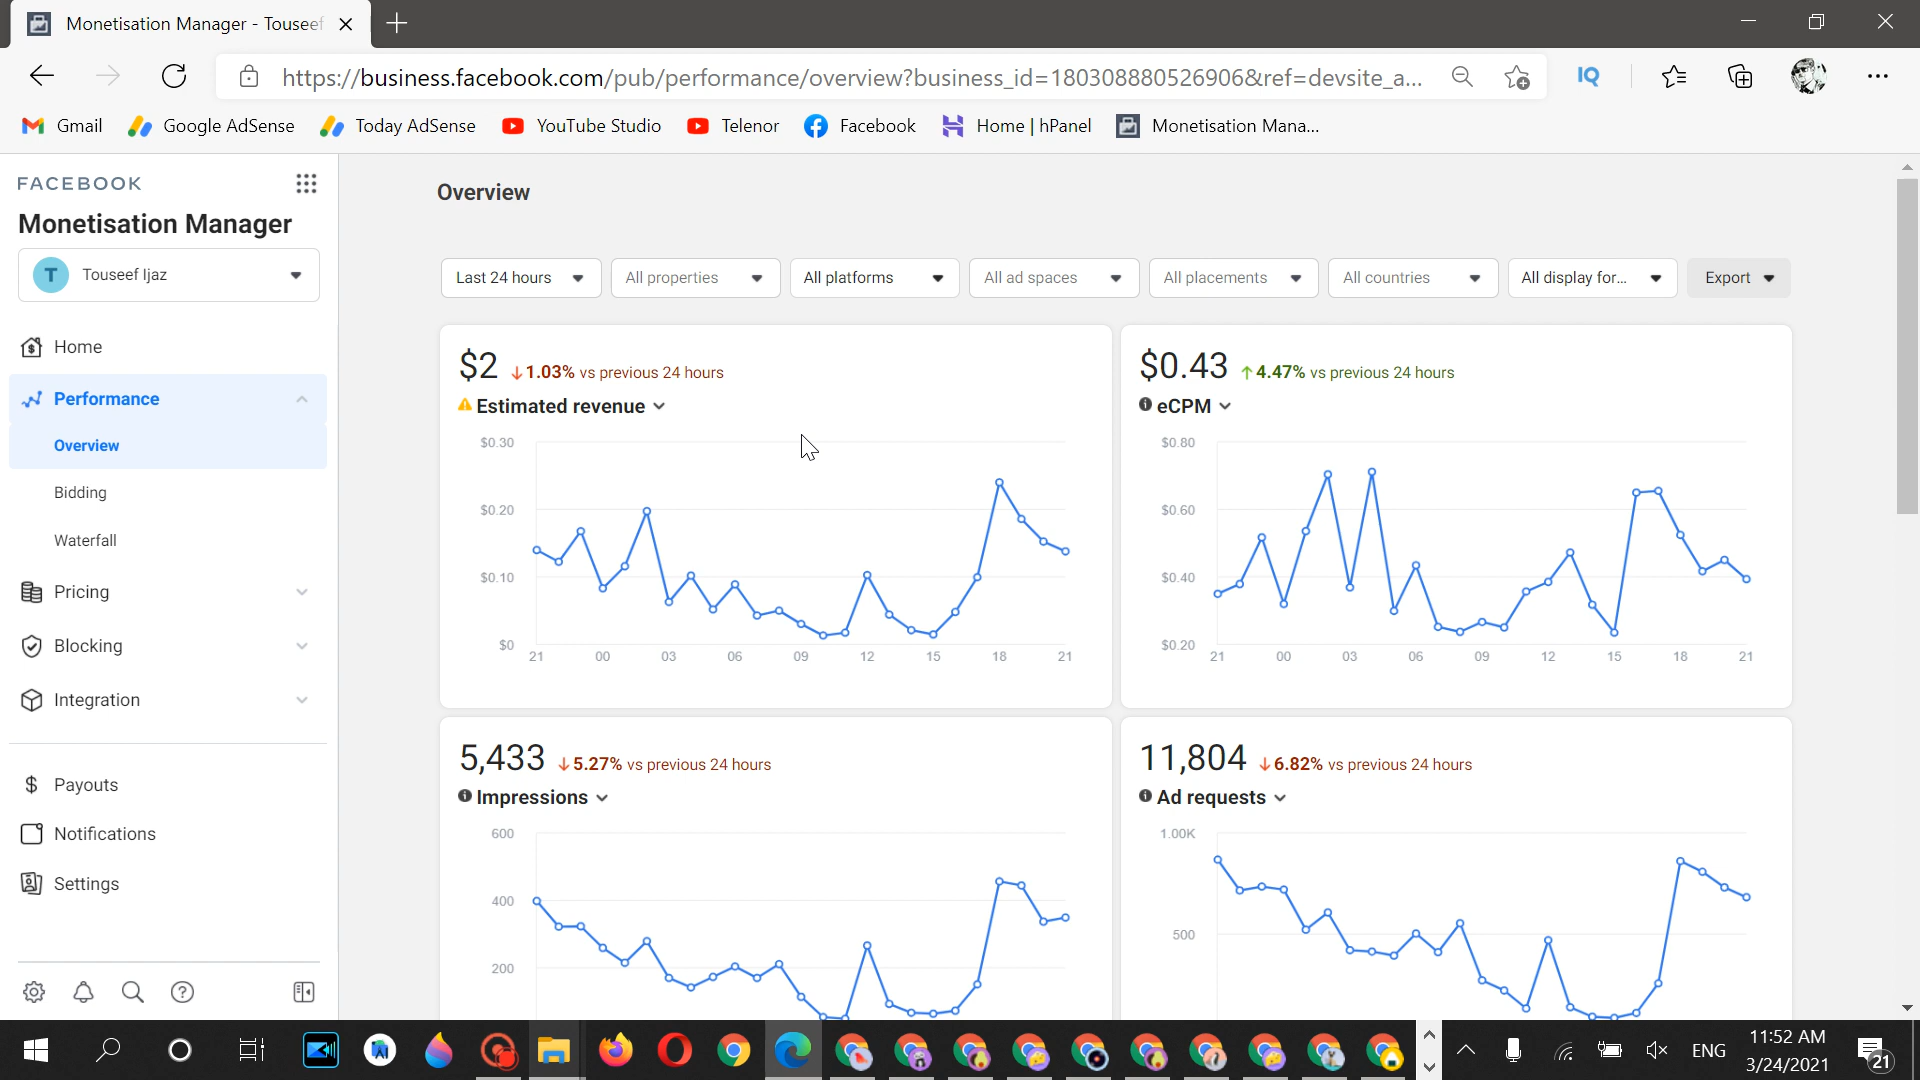 Monetisation Manager - Touseef
https://business.facebook.com/pub/performance/overview?business_id=180308880526906&ref=devsite_a...
IQ
Gmail
Google AdSense
Today AdSense
YouTube Studio
Telenor
Facebook
Home | hPanel
Monetisation Mana...
FACEBOOK
Monetisation Manager
T Touseef Ijaz
Home
Performance
Overview
Bidding
Waterfall
Pricing
Blocking
Integration
Payouts
Notifications
Settings
Overview
Last 24 hours
All properties
All platforms
All ad spaces
All placements
All countries
All display for...
Export
$2 ↓1.03% vs previous 24 hours
Estimated revenue
$0.30
$0.20
$0.10
$0
21 00 03 06 09 12 15 18 21
$0.43 ↑4.47% vs previous 24 hours
eCPM
$0.80
$0.60
$0.40
$0.20
21 00 03 06 09 12 15 18 21
5,433 ↓5.27% vs previous 24 hours
Impressions
600
400
200
11,804 ↓6.82% vs previous 24 hours
Ad requests
1.00K
500
ENG
11:52 AM
3/24/2021
21